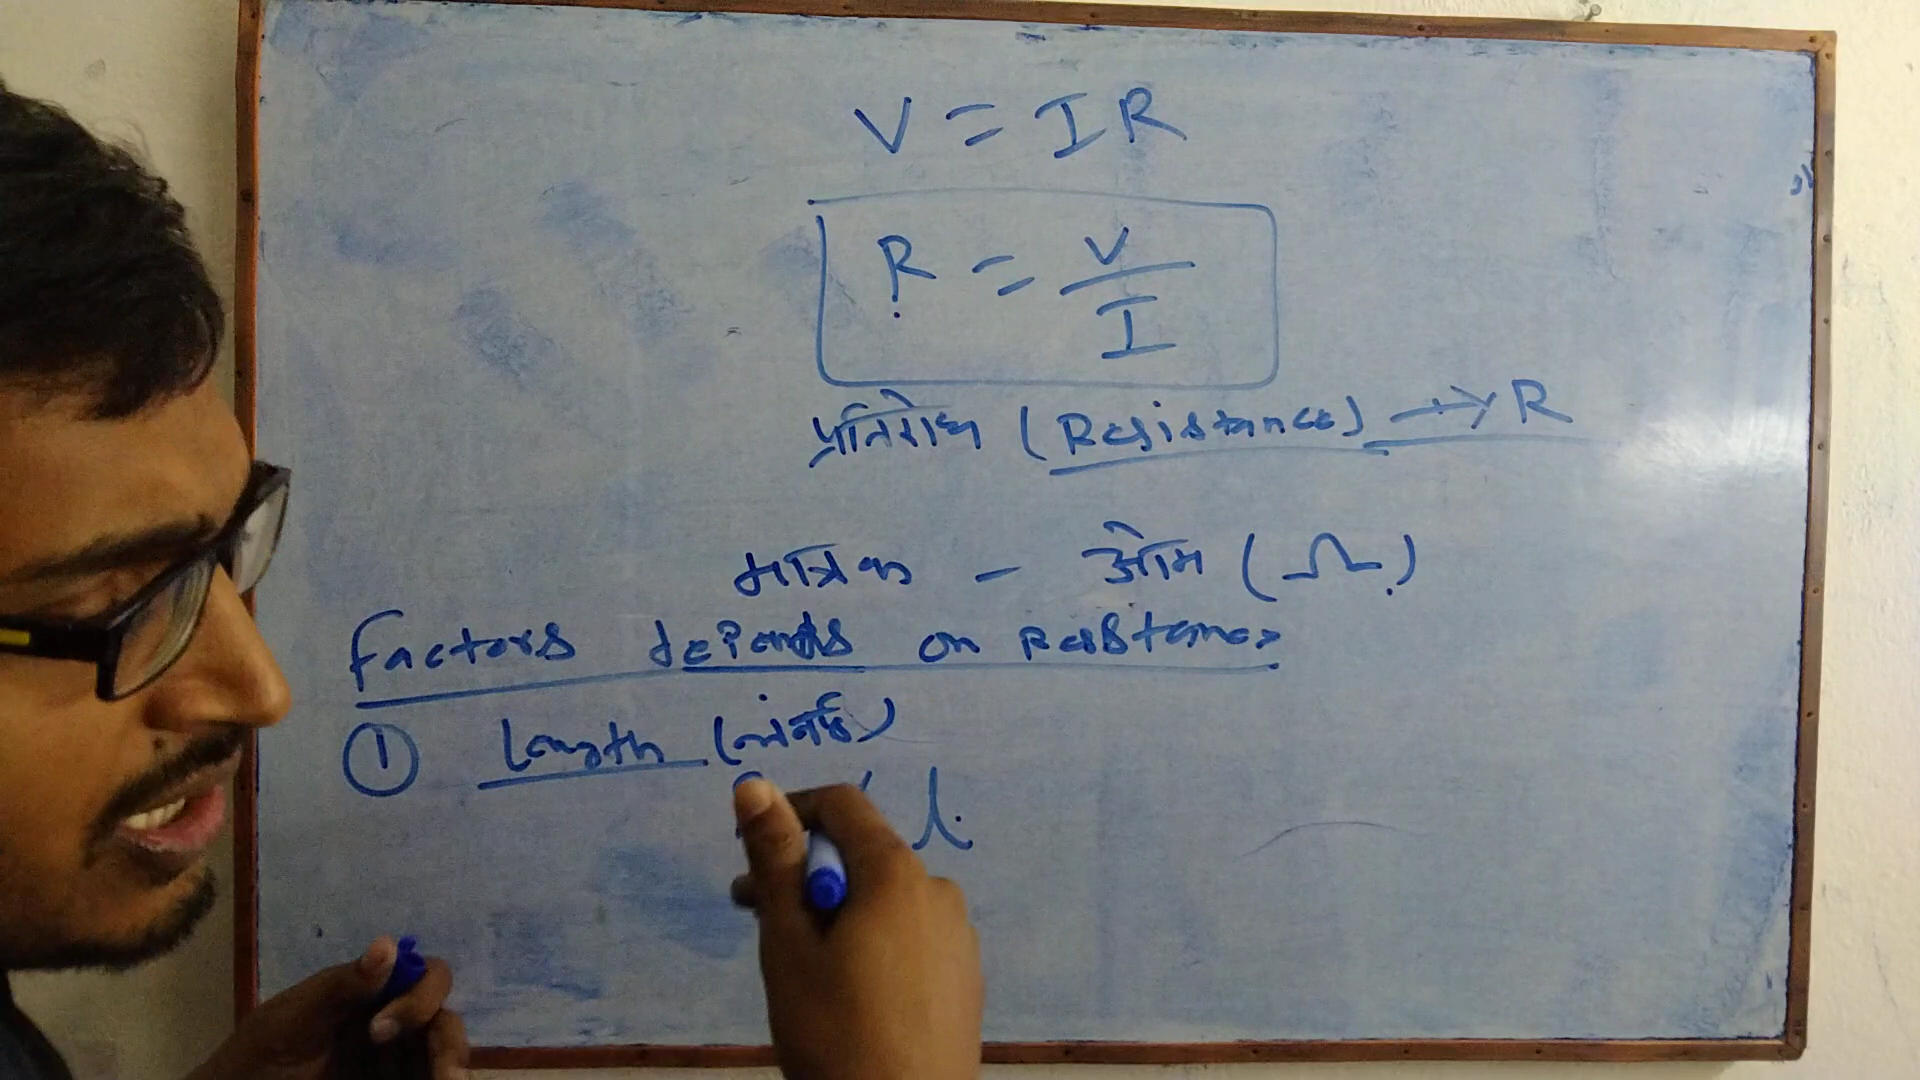 V = IR
R = V/I
प्रतिरोध (Resistance) → R
मात्रक - ओम (Ω)
Factors depends on Resistance
① Length (लंबाई)
l